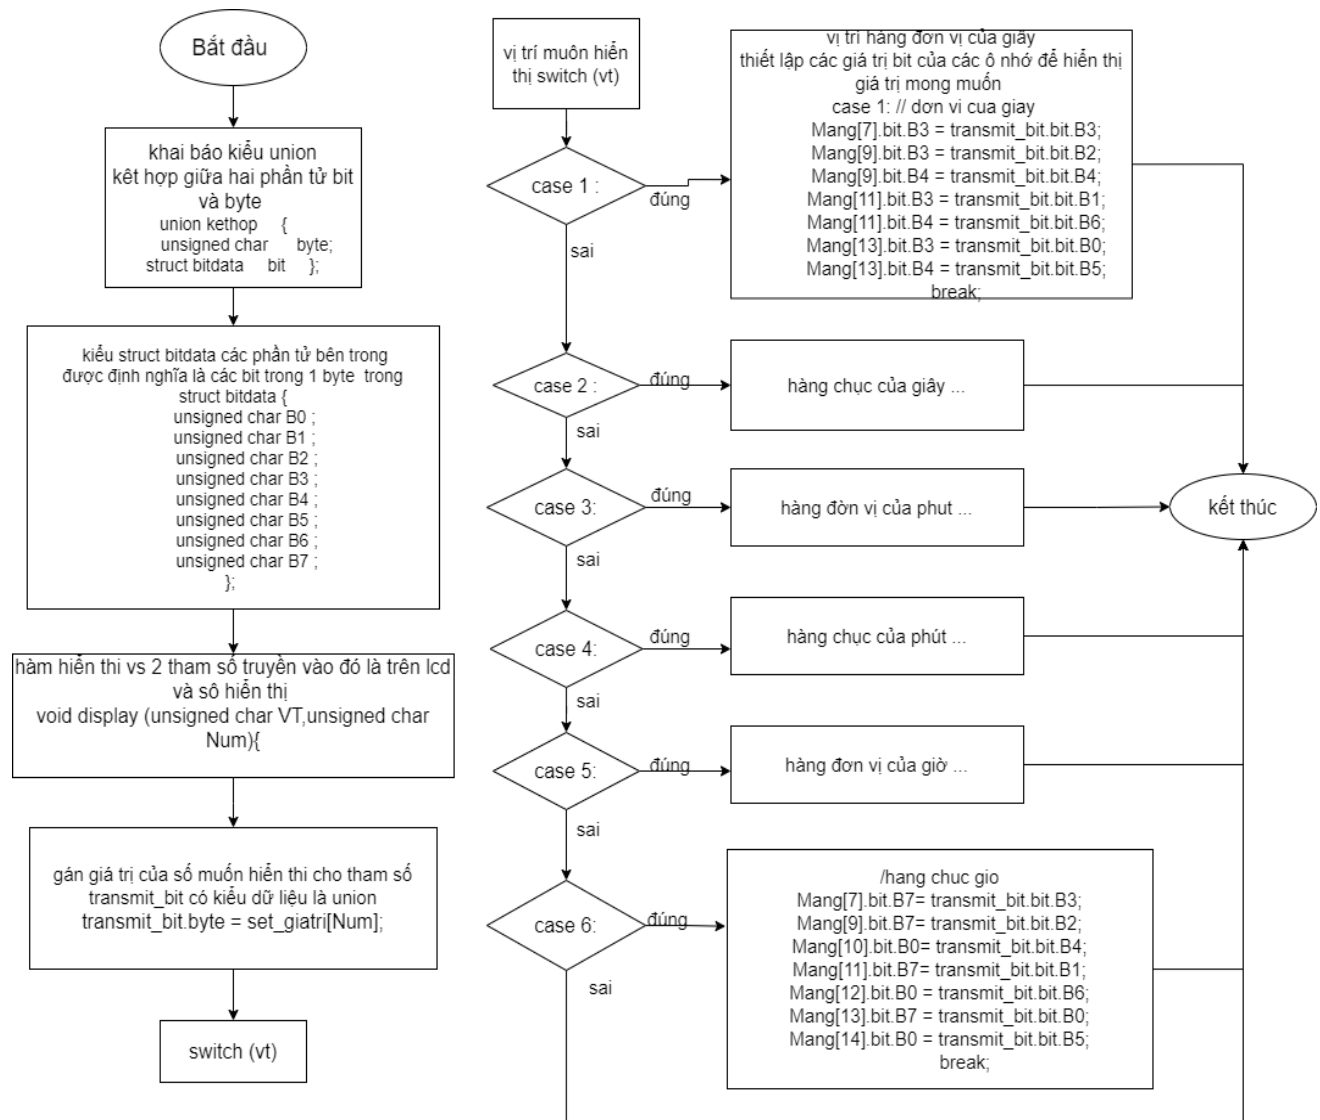 Bắt đầu
khai báo kiểu union
kêt hợp giữa hai phần tử bit
và byte
union kethop {
unsigned char byte;
struct bitdata bit };
kiểu struct bitdata các phần tử bên trong
được định nghĩa là các bit trong 1 byte trong
struct bitdata {
unsigned char B0 ;
unsigned char B1 ;
unsigned char B2 ;
unsigned char B3 ;
unsigned char B4 ;
unsigned char B5 ;
unsigned char B6 ;
unsigned char B7 ;
};
hàm hiển thi vs 2 tham số truyền vào đó là trên lcd
và sô hiển thị
void display (unsigned char VT,unsigned char
Num){
gán giá trị của số muốn hiển thi cho tham số
transmit_bit có kiểu dữ liệu là union
transmit_bit.byte = set_giatri[Num];
switch (vt)
vị trí muôn hiển
thị switch (vt)
case 1 :
đúng
sai
vị trí hàng đơn vị của giây
thiết lập các giá trị bit của các ô nhớ để hiển thị
giá trị mong muốn
case 1: // dơn vi cua giay
Mang[7].bit.B3 = transmit_bit.bit.B3;
Mang[9].bit.B3 = transmit_bit.bit.B2;
Mang[9].bit.B4 = transmit_bit.bit.B4;
Mang[11].bit.B3 = transmit_bit.bit.B1;
Mang[11].bit.B4 = transmit_bit.bit.B6;
Mang[13].bit.B3 = transmit_bit.bit.B0;
Mang[13].bit.B4 = transmit_bit.bit.B5;
break;
case 2 :
đúng
sai
hàng chục của giây ...
case 3:
đúng
sai
hàng đờn vị của phut ...
kết thúc
case 4:
đúng
sai
hàng chục của phút ...
case 5:
đúng
sai
hàng đơn vị của giờ ...
case 6:
đúng
sai
/hang chuc gio
Mang[7].bit.B7= transmit_bit.bit.B3;
Mang[9].bit.B7= transmit_bit.bit.B2;
Mang[10].bit.B0= transmit_bit.bit.B4;
Mang[11].bit.B7= transmit_bit.bit.B1;
Mang[12].bit.B0 = transmit_bit.bit.B6;
Mang[13].bit.B7 = transmit_bit.bit.B0;
Mang[14].bit.B0 = transmit_bit.bit.B5;
break;